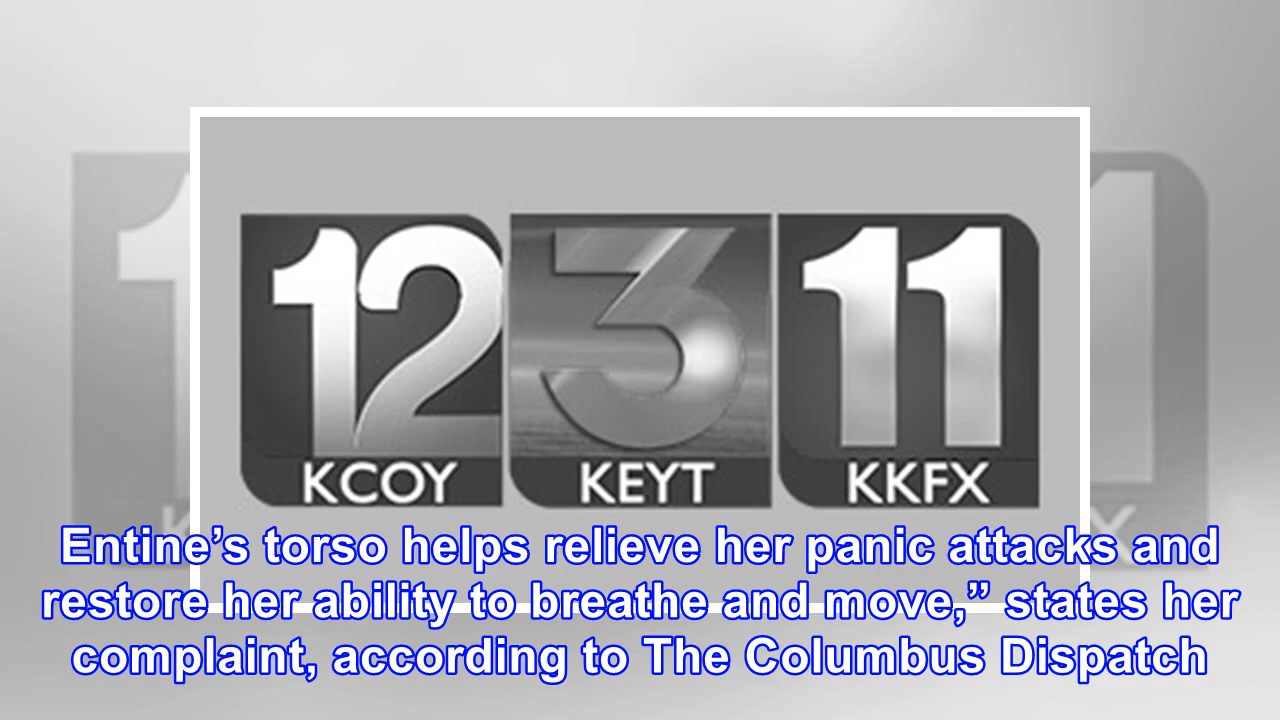 12 3 11
KCOY KEYT KKFX
Entine’s torso helps relieve her panic attacks and
restore her ability to breathe and move,” states her
complaint, according to The Columbus Dispatch